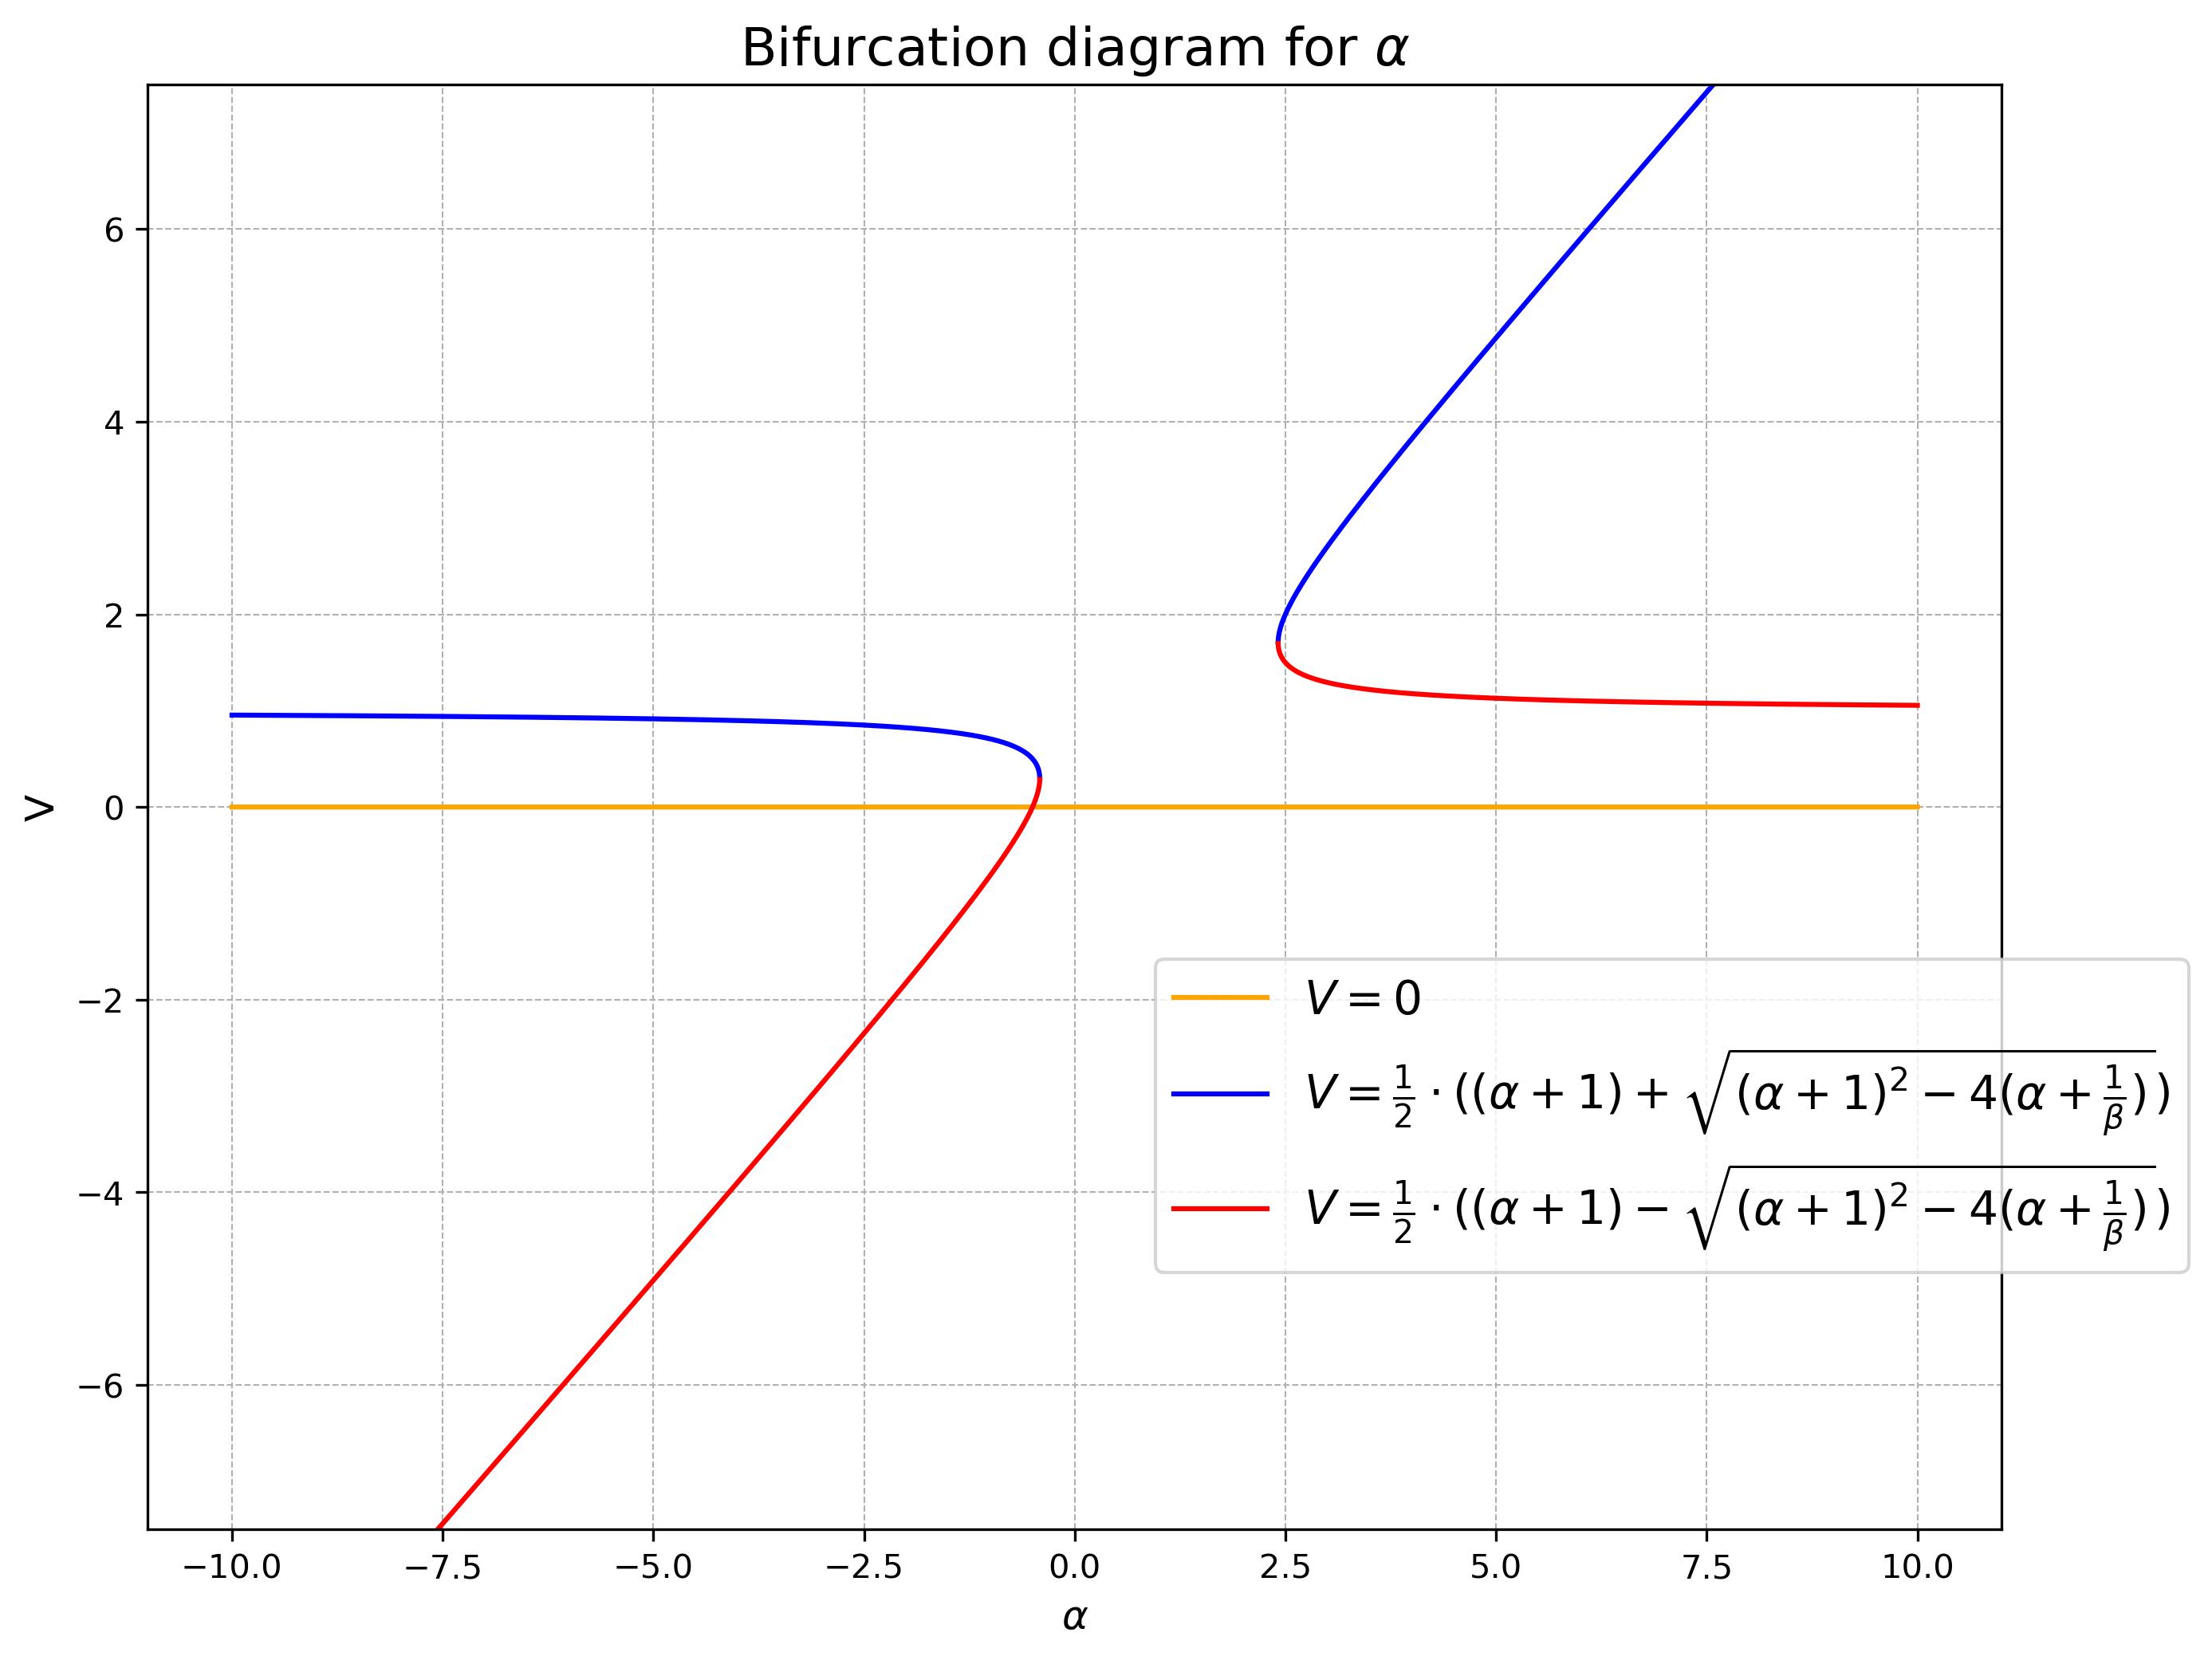 Bifurcation diagram for α
6
4
2
0
−2
−4
−6
V
−10.0 −7.5 −5.0 −2.5 0.0 2.5 5.0 7.5 10.0
α
V = 0
V = 1/2 · ((α + 1) + √((α + 1)² − 4(α + 1/β)))
V = 1/2 · ((α + 1) − √((α + 1)² − 4(α + 1/β)))